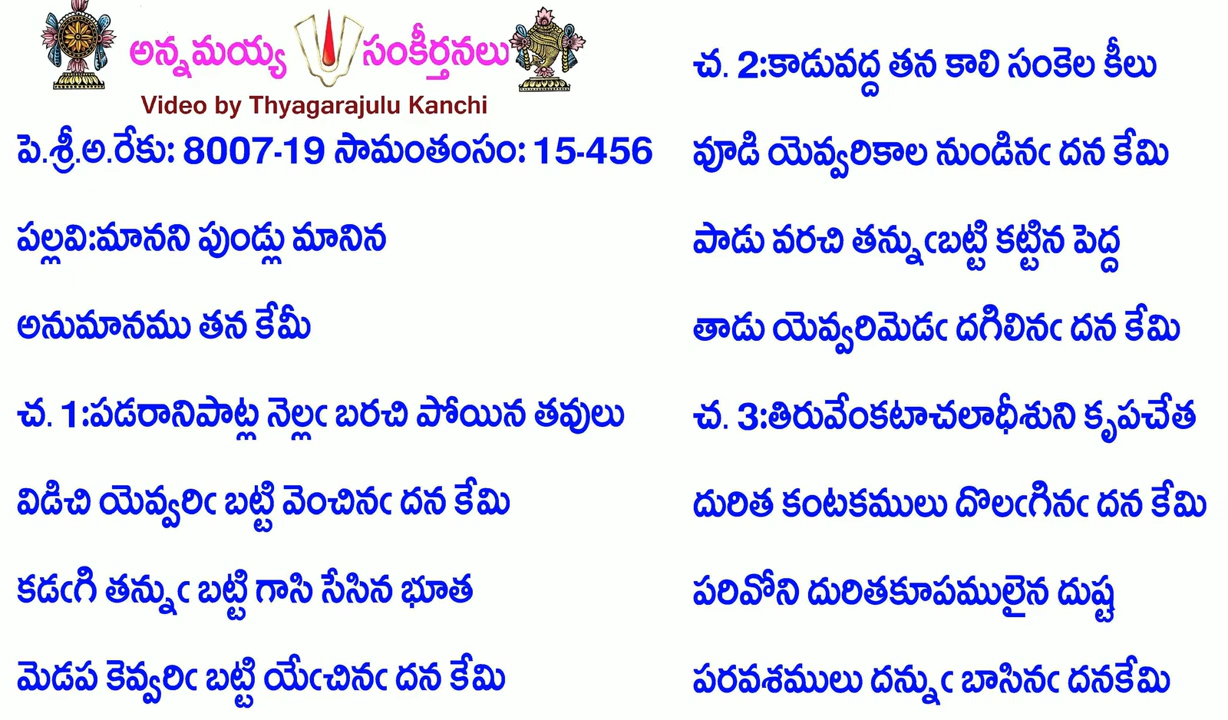 అన్నమయ్య సంకీర్తనలు
Video by Thyagarajulu Kanchi
పె.శ్రీ.అ.రేకు: 8007-19 సామంతంసం: 15-456
పల్లవి:మానని పుండ్లు మానిన
అనుమానము తన కేమీ
చ. 1:పడరానిపాట్ల నెల్లఁ బరచి పోయిన తవులు
విడిచి యెవ్వరిఁ బట్టి వెంచినఁ దన కేమి
కడఁగి తన్నుఁ బట్టి గాసి సేసిన భూత
మెడప కెవ్వరిఁ బట్టి యేఁచినఁ దన కేమి
చ. 2:కాడువద్ద తన కాలి సంకెల కీలు
వూడి యెవ్వరికాల నుండినఁ దన కేమి
పాడు వరచి తన్నుఁబట్టి కట్టిన పెద్ద
తాడు యెవ్వరిమెడఁ దగిలినఁ దన కేమి
చ. 3:తిరువేంకటాచలాధీశుని కృపచేత
దురిత కంటకములు దొలఁగినఁ దన కేమి
పరివోని దురితకూపములైన దుష్ట
పరవశములు దన్నుఁ బాసినఁ దనకేమి